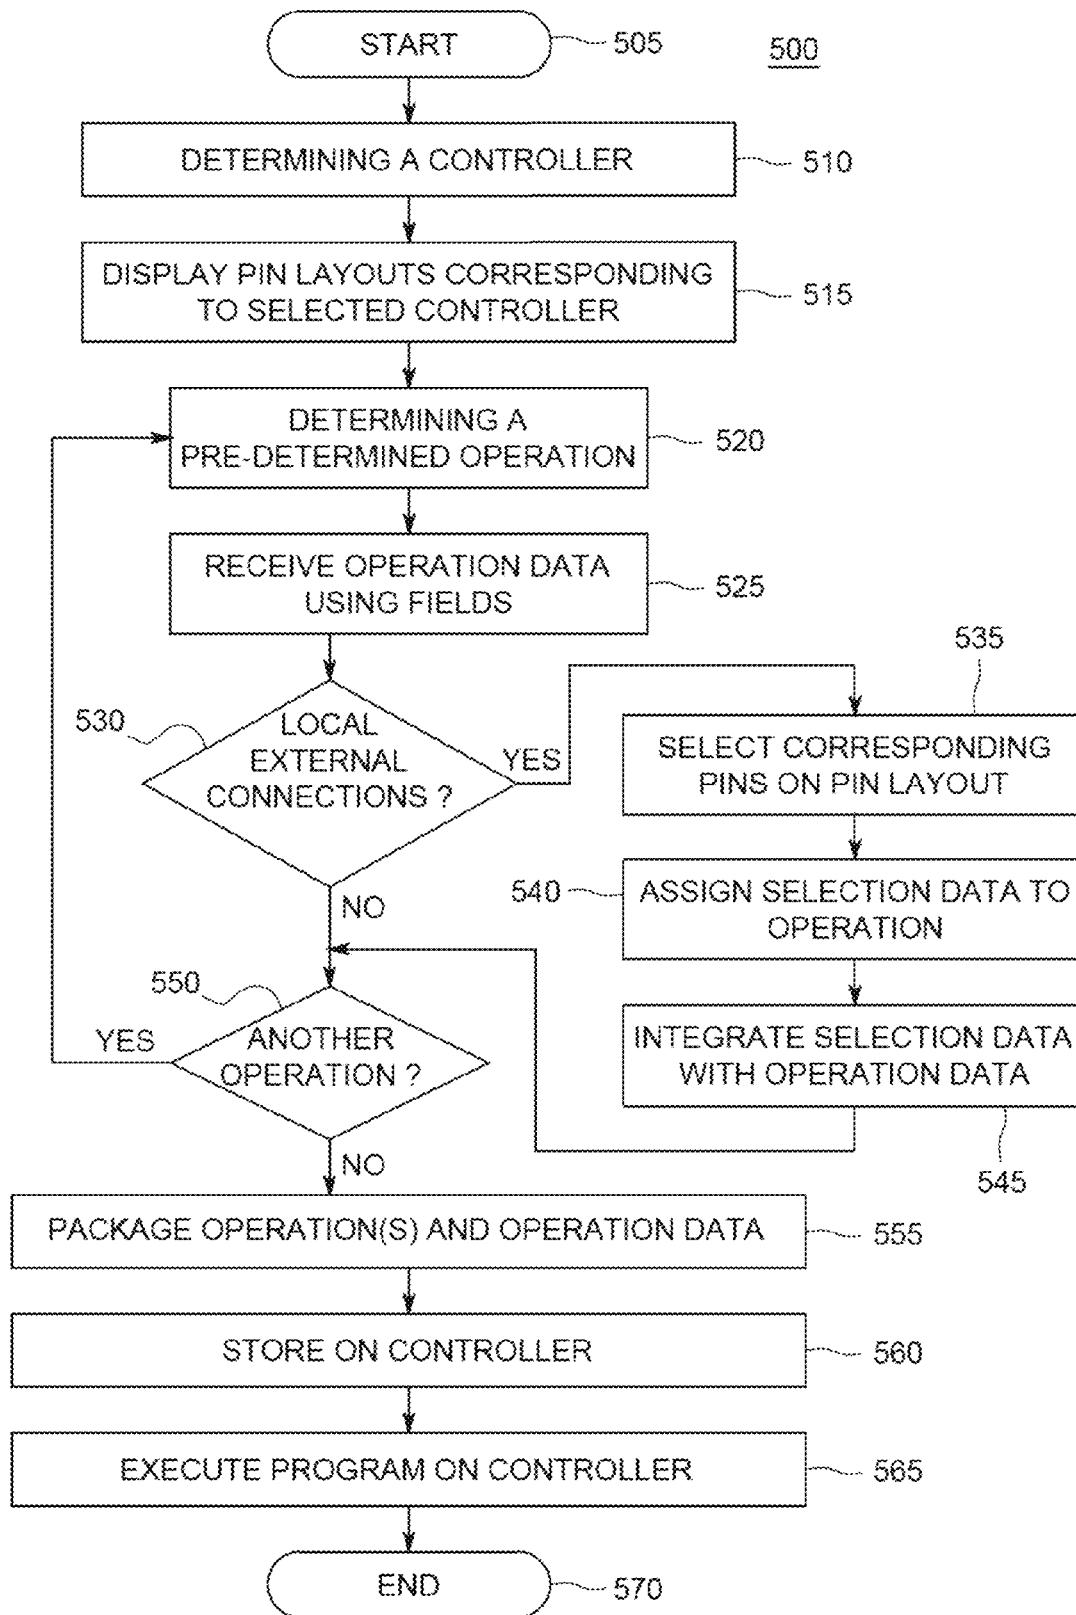 START
505
500
DETERMINING A CONTROLLER
510
DISPLAY PIN LAYOUTS CORRESPONDING
TO SELECTED CONTROLLER
515
DETERMINING A
PRE-DETERMINED OPERATION
520
RECEIVE OPERATION DATA
USING FIELDS
525
530
LOCAL
EXTERNAL
CONNECTIONS ?
YES
NO
535
SELECT CORRESPONDING
PINS ON PIN LAYOUT
540
ASSIGN SELECTION DATA TO
OPERATION
INTEGRATE SELECTION DATA
WITH OPERATION DATA
545
550
YES
ANOTHER
OPERATION ?
NO
PACKAGE OPERATION(S) AND OPERATION DATA
555
STORE ON CONTROLLER
560
EXECUTE PROGRAM ON CONTROLLER
565
END
570